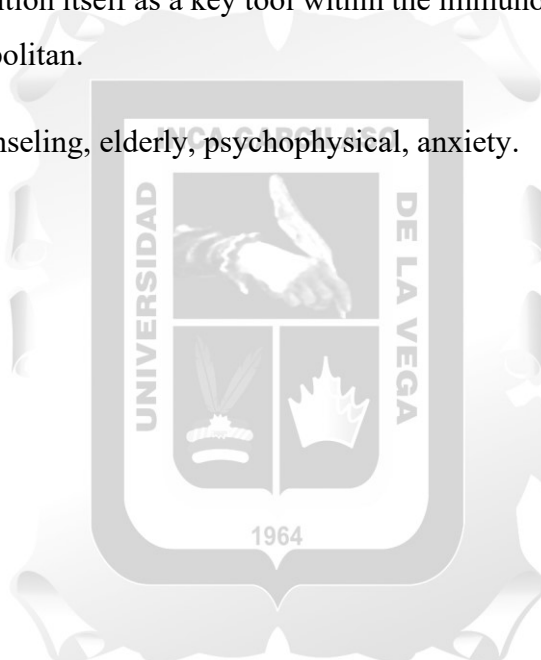 ition itself as a key tool within the immuno
politan.
nseling, elderly, psychophysical, anxiety.
INCA GARCILASO
UNIVERSIDAD
DE LA VEGA
1964